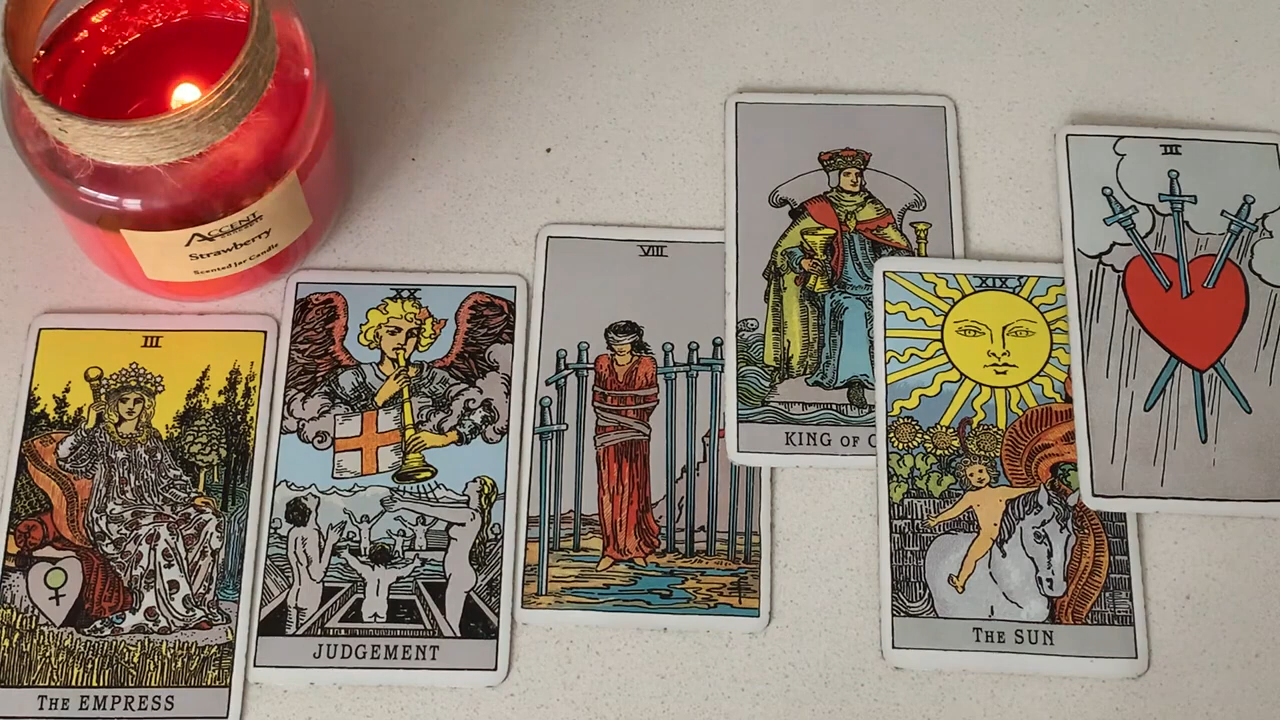 ACCENT
Strawberry
Scented Jar Candle
III
THE EMPRESS
XX
JUDGEMENT
VIII
KING OF
XIX
THE SUN
III